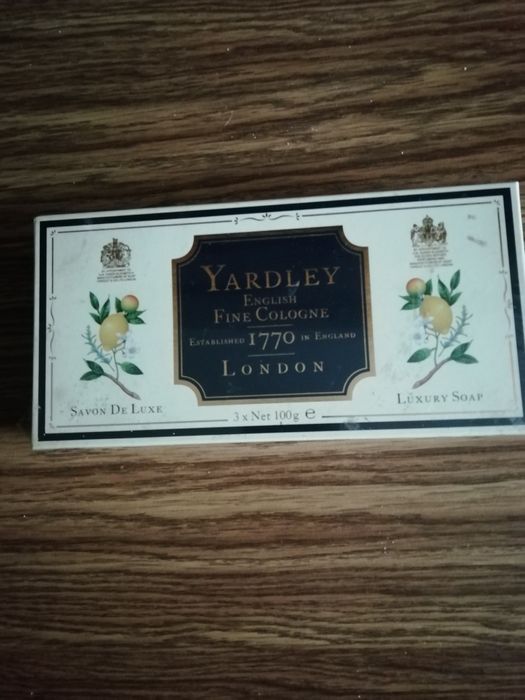 YARDLEY
ENGLISH
FINE COLOGNE
ESTABLISHED 1770 IN ENGLAND
LONDON
SAVON DE LUXE
3 x Net 100g ℮
LUXURY SOAP